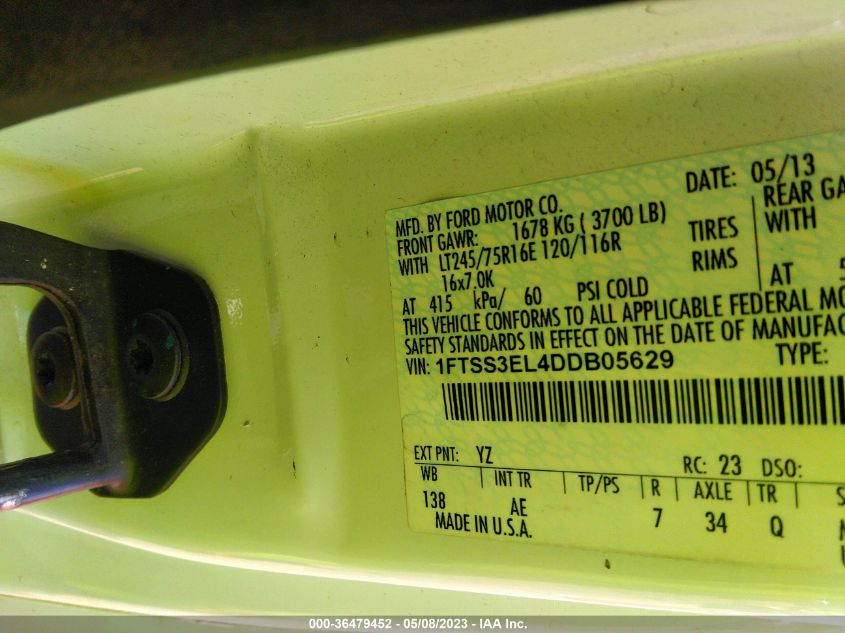 DATE: 05/13
MFD. BY FORD MOTOR CO.
FRONT GAWR: 1678 KG ( 3700 LB)
REAR GA
WITH LT245/75R16E 120/116R TIRES WITH
16x7.0K RIMS
AT 415 kPa/ 60 PSI COLD AT 5
THIS VEHICLE CONFORMS TO ALL APPLICABLE FEDERAL MO
SAFETY STANDARDS IN EFFECT ON THE DATE OF MANUFAC
VIN: 1FTSS3EL4DDB05629 TYPE:
EXT PNT: YZ RC: 23 DSO:
WB INT TR TP/PS R AXLE TR S
138 AE 7 34 Q
MADE IN U.S.A.
000-36479452 - 05/08/2023 - IAA Inc.